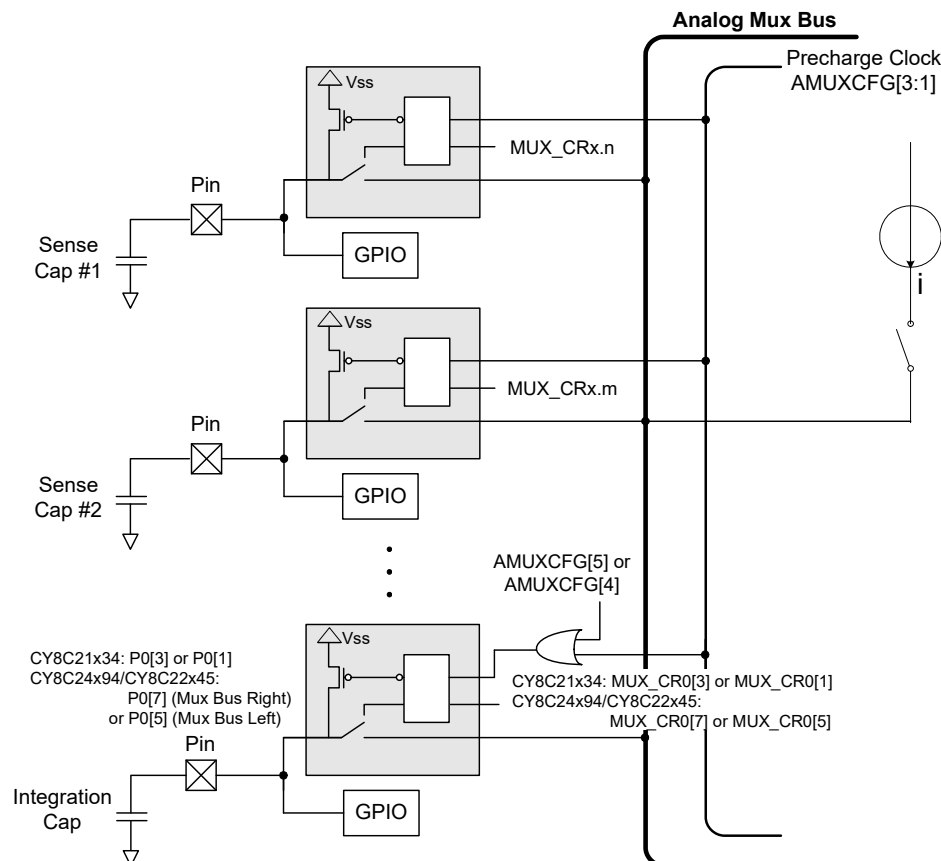 Analog Mux Bus
Precharge Clock
AMUXCFG[3:1]
Vss
MUX_CRx.n
Pin
Sense
Cap #1
GPIO
i
Vss
MUX_CRx.m
Pin
Sense
Cap #2
GPIO
AMUXCFG[5] or
AMUXCFG[4]
Vss
CY8C21x34: P0[3] or P0[1]
CY8C24x94/CY8C22x45:
P0[7] (Mux Bus Right)
or P0[5] (Mux Bus Left)
CY8C21x34: MUX_CR0[3] or MUX_CR0[1]
CY8C24x94/CY8C22x45:
MUX_CR0[7] or MUX_CR0[5]
Pin
Integration
Cap
GPIO